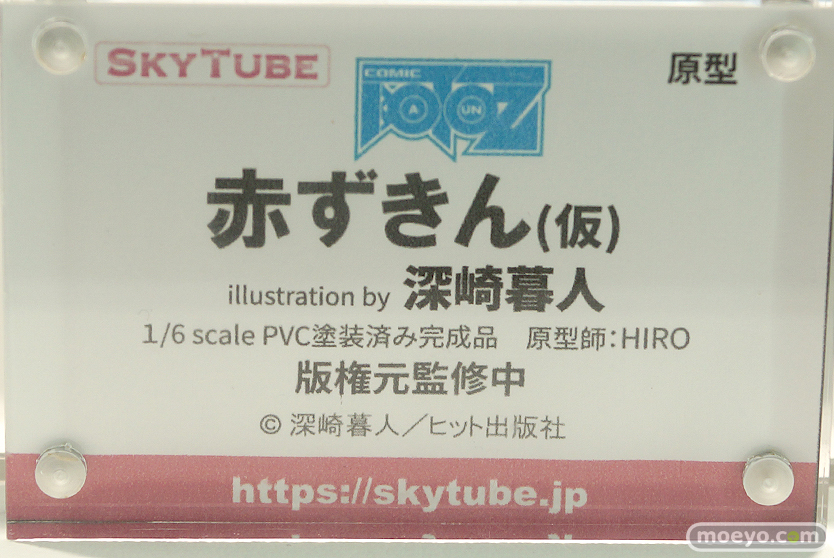 SKYTUBE
COMIC
A UN
原型
赤ずきん(仮)
illustration by 深崎暮人
1/6 scale PVC塗装済み完成品 原型師:HIRO
版権元監修中
© 深崎暮人／ヒット出版社
https://skytube.jp
moeyo.com